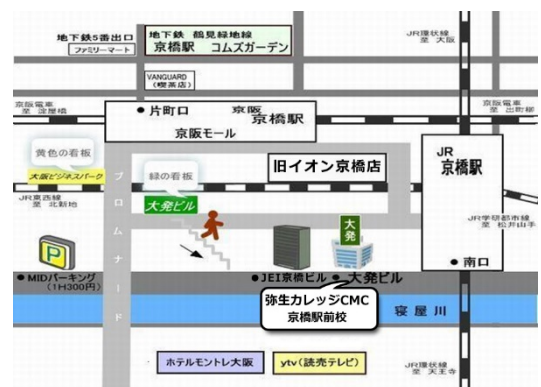 地下鉄5番出口
ファミリーマート
地下鉄 鶴見緑地線
京橋駅 コムズガーデン
JR環状線
至 大阪
VANGUARD
(喫茶店)
京阪電車
至 淀屋橋
●片町口
京阪
京橋駅
京阪モール
京阪電車
至 出町柳
黄色の看板
大阪ビジネスパーク
緑の看板
大発ビル
旧イオン京橋店
JR
京橋駅
JR東西線
至 北新地
プロムナード
大発
JR学研都市線
至 松井山手
P
●MIDパーキング
(1H300円)
●JEI京橋ビル
●大発ビル
●南口
弥生カレッジCMC
京橋駅前校
寝屋川
ホテルモントレ大阪
ytv(読売テレビ)
JR環状線
至 天王寺